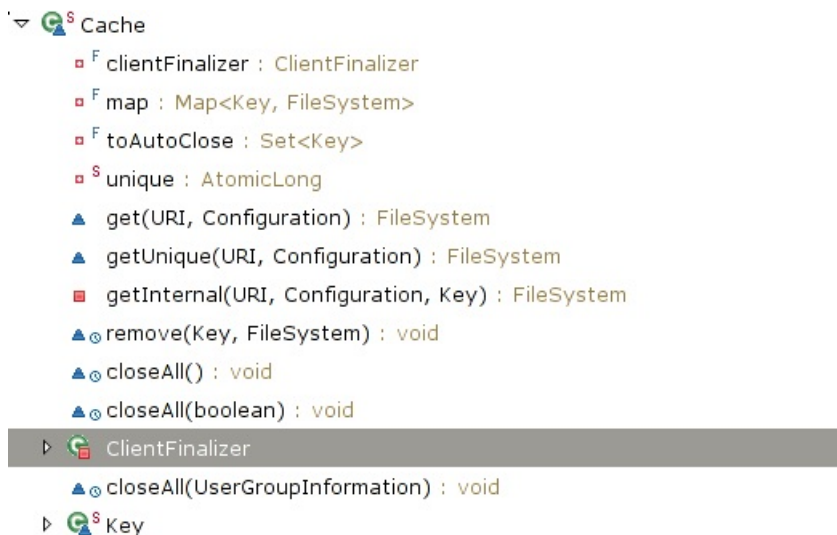 Cache
clientFinalizer : ClientFinalizer
map : Map<Key, FileSystem>
toAutoClose : Set<Key>
unique : AtomicLong
get(URI, Configuration) : FileSystem
getUnique(URI, Configuration) : FileSystem
getInternal(URI, Configuration, Key) : FileSystem
remove(Key, FileSystem) : void
closeAll() : void
closeAll(boolean) : void
ClientFinalizer
closeAll(UserGroupInformation) : void
Key